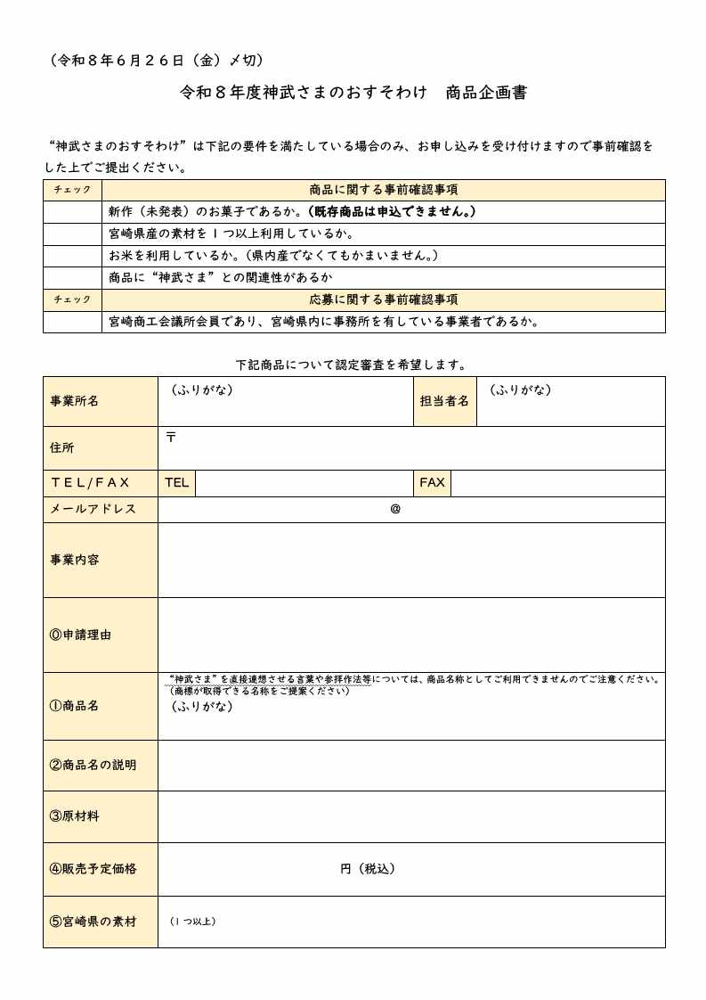 （令和８年６月２６日（金）〆切）
令和８年度神武さまのおすそわけ　商品企画書
“神武さまのおすそわけ”は下記の要件を満たしている場合のみ、お申し込みを受け付けますので事前確認を
した上でご提出ください。
チェック　商品に関する事前確認事項
新作（未発表）のお菓子であるか。（既存商品は申込できません。）
宮崎県産の素材を１つ以上利用しているか。
お米を利用しているか。（県内産でなくてもかまいません。）
商品に“神武さま”との関連性があるか
チェック　応募に関する事前確認事項
宮崎商工会議所会員であり、宮崎県内に事務所を有している事業者であるか。
下記商品について認定審査を希望します。
事業所名　（ふりがな）　担当者名　（ふりがな）
住所　〒
ＴＥＬ/ＦＡＸ　TEL　FAX
メールアドレス　＠
事業内容
⓪申請理由
“神武さま”を直接連想させる言葉や参拝作法等については、商品名称としてご利用できませんのでご注意ください。
（商標が取得できる名称をご提案ください）
①商品名　（ふりがな）
②商品名の説明
③原材料
④販売予定価格　円（税込）
⑤宮崎県の素材　（１つ以上）